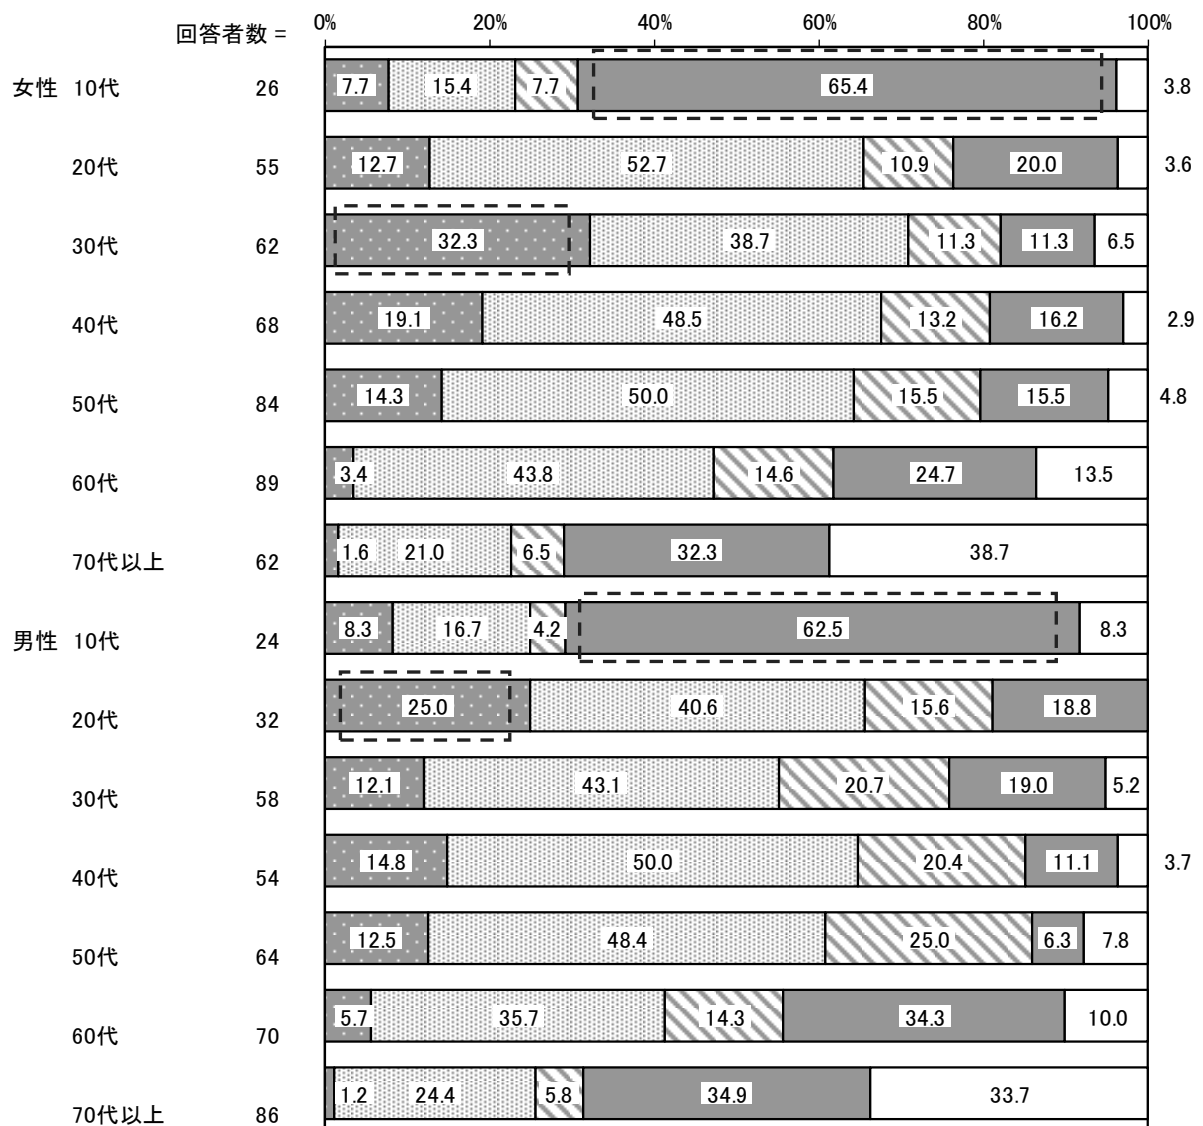 回答者数 = 0% 20% 40% 60% 80% 100%
女性 10代 26 7.7 15.4 7.7 65.4 3.8
20代 55 12.7 52.7 10.9 20.0 3.6
30代 62 32.3 38.7 11.3 11.3 6.5
40代 68 19.1 48.5 13.2 16.2 2.9
50代 84 14.3 50.0 15.5 15.5 4.8
60代 89 3.4 43.8 14.6 24.7 13.5
70代以上 62 1.6 21.0 6.5 32.3 38.7
男性 10代 24 8.3 16.7 4.2 62.5 8.3
20代 32 25.0 40.6 15.6 18.8
30代 58 12.1 43.1 20.7 19.0 5.2
40代 54 14.8 50.0 20.4 11.1 3.7
50代 64 12.5 48.4 25.0 6.3 7.8
60代 70 5.7 35.7 14.3 34.3 10.0
70代以上 86 1.2 24.4 5.8 34.9 33.7